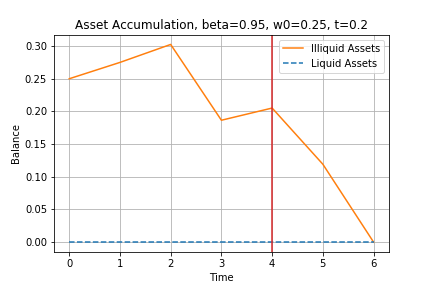 Asset Accumulation, beta=0.95, w0=0.25, t=0.2
Illiquid Assets
Liquid Assets
Balance
0.30
0.25
0.20
0.15
0.10
0.05
0.00
0 1 2 3 4 5 6
Time